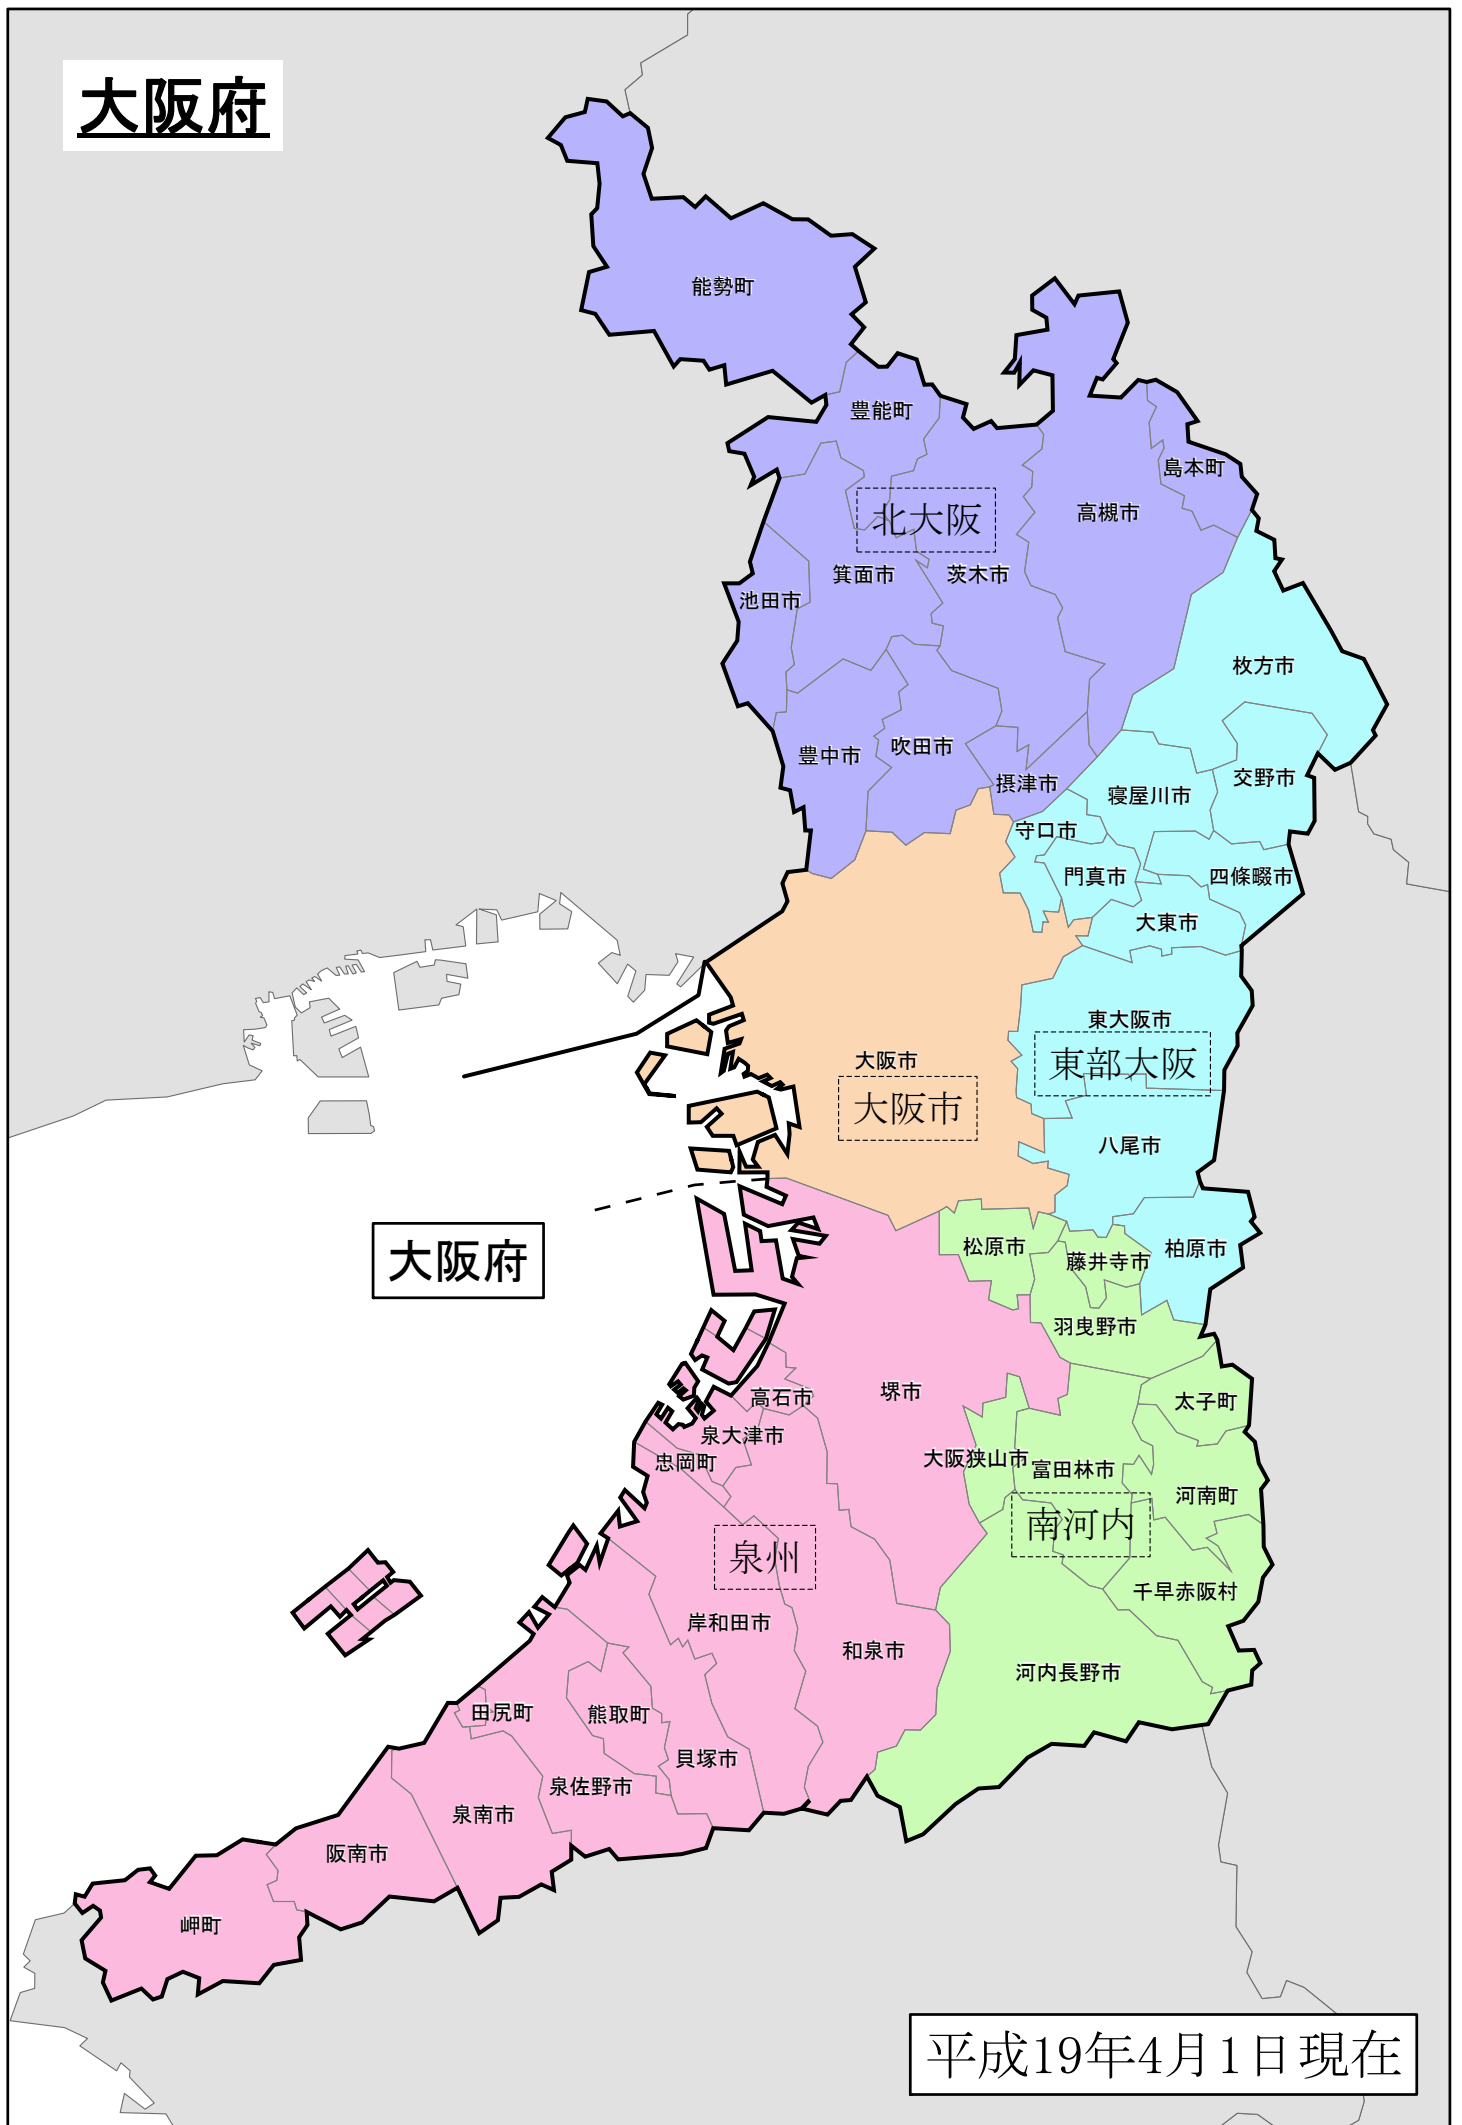 大阪府
能勢町
豊能町
島本町
高槻市
北大阪
箕面市
茨木市
池田市
枚方市
豊中市
吹田市
摂津市
交野市
寝屋川市
守口市
門真市
四條畷市
大東市
東大阪市
東部大阪
大阪市
大阪市
八尾市
大阪府
松原市
藤井寺市
柏原市
羽曳野市
堺市
高石市
太子町
泉大津市
忠岡町
大阪狭山市
富田林市
河南町
南河内
泉州
千早赤阪村
岸和田市
和泉市
河内長野市
田尻町
熊取町
貝塚市
泉佐野市
泉南市
阪南市
岬町
平成19年4月1日現在